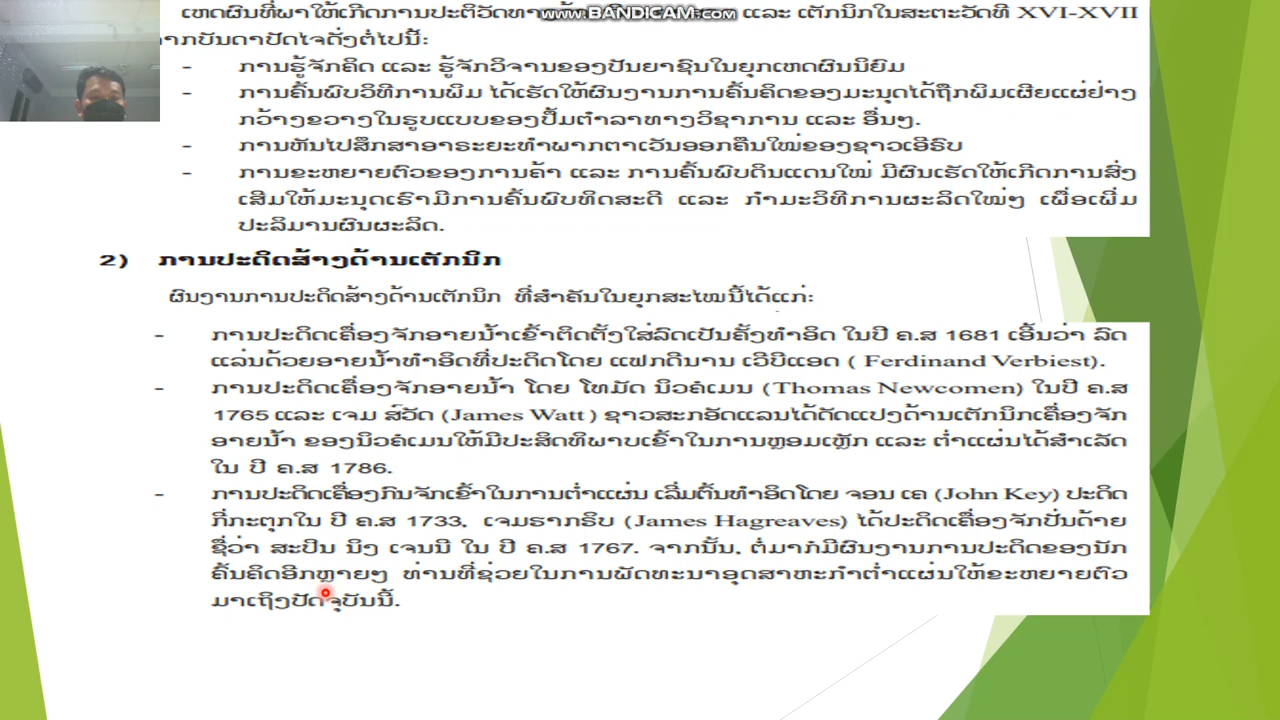 ເຫດຜົນທີ່ພາໃຫ້ເກີດການປະຕິວັດທາງ www.BANDICAM.com ແລະ ເຕັກນິກໃນສະຕະວັດທີ XVI-XVII
ບັນດາປັດໄຈດັ່ງຕໍ່ໄປນີ້:
- ການຮູ້ຈັກຄິດ ແລະ ຮູ້ຈັກວິຈານຂອງປັນຍາຊົນໃນຍຸກເຫດຜົນນິຍົມ
- ການຄົ້ນພົບວິທີການພິມ ໄດ້ເຮັດໃຫ້ຜົນງານການຄົ້ນຄິດຂອງມະນຸດໄດ້ຖືກພິມເຜີຍແຜ່ຢ່າງ
ກວ້າງຂວາງໃນຮູບແບບຂອງປຶ້ມຕຳລາທາງວິຊາການ ແລະ ອື່ນໆ.
- ການຫັນໄປສຶກສາອາຣະຍະທຳພາກຕາເວັນອອກຄືນໃໝ່ຂອງຊາວເອີຣົບ
- ການຂະຫຍາຍຕົວຂອງການຄ້າ ແລະ ການຄົ້ນພົບດິນແດນໃໝ່ ມີຜົນເຮັດໃຫ້ເກີດການສົ່ງ
ເສີມໃຫ້ມະນຸດເຮົາມີການຄົ້ນພົບທິດສະດີ ແລະ ກຳມະວິທີການຜະລິດໃໝ່ໆ ເພື່ອເພີ່ມ
ປະລິມານຜົນຜະລິດ.
2) ການປະດິດສ້າງດ້ານເຕັກນິກ
ຜົນງານການປະດິດສ້າງດ້ານເຕັກນິກ ທີ່ສຳຄັນໃນຍຸກສະໄໝນີ້ໄດ້ແກ່:
- ການປະດິດເຄື່ອງຈັກອາຍນ້ຳເຂົ້າຕິດຕັ້ງໃສ່ລົດເປັນຄັ້ງທຳອິດ ໃນປີ ຄ.ສ 1681 ເອີ້ນວ່າ ລົດ
ແລ່ນດ້ວຍອາຍນ້ຳທຳອິດທີ່ປະດິດໂດຍ ແຟກດີນານ ເວີບີແອດ ( Ferdinand Verbiest).
- ການປະດິດເຄື່ອງຈັກອາຍນ້ຳ ໂດຍ ໂທມັດ ນິວຄໍເມນ (Thomas Newcomen) ໃນປີ ຄ.ສ
1765 ແລະ ເຈມ ສ໌ວັດ (James Watt ) ຊາວສະກອັດແລນໄດ້ດັດແປງດ້ານເຕັກນິກເຄື່ອງຈັກ
ອາຍນ້ຳ ຂອງນິວຄໍເມນໃຫ້ມີປະສິດທິພາບເຂົ້າໃນການຫຼອມເຫຼັກ ແລະ ຕ່ຳແຜ່ນໄດ້ສຳເລັດ
ໃນ ປີ ຄ.ສ 1786.
- ການປະດິດເຄື່ອງກົນຈັກເຂົ້າໃນການຕ່ຳແຜ່ນ ເລີ່ມຕົ້ນທຳອິດໂດຍ ຈອນ ເຄ (John Key) ປະດິດ
ກີ່ກະຕຸກໃນ ປີ ຄ.ສ 1733, ເຈມຮາກຣິບ (James Hagreaves) ໄດ້ປະດິດເຄື່ອງຈັກປັ່ນດ້າຍ
ຊື່ວ່າ ສະປິນ ນິງ ເຈນນີ ໃນ ປີ ຄ.ສ 1767. ຈາກນັ້ນ, ຕໍ່ມາກໍມີຜົນງານການປະດິດຂອງນັກ
ຄົ້ນຄິດອີກຫຼາຍໆ ທ່ານທີ່ຊ່ວຍໃນການພັດທະນາອຸດສາຫະກຳຕ່ຳແຜ່ນໃຫ້ຂະຫຍາຍຕົວ
ມາເຖິງປັດຈຸບັນນີ້.